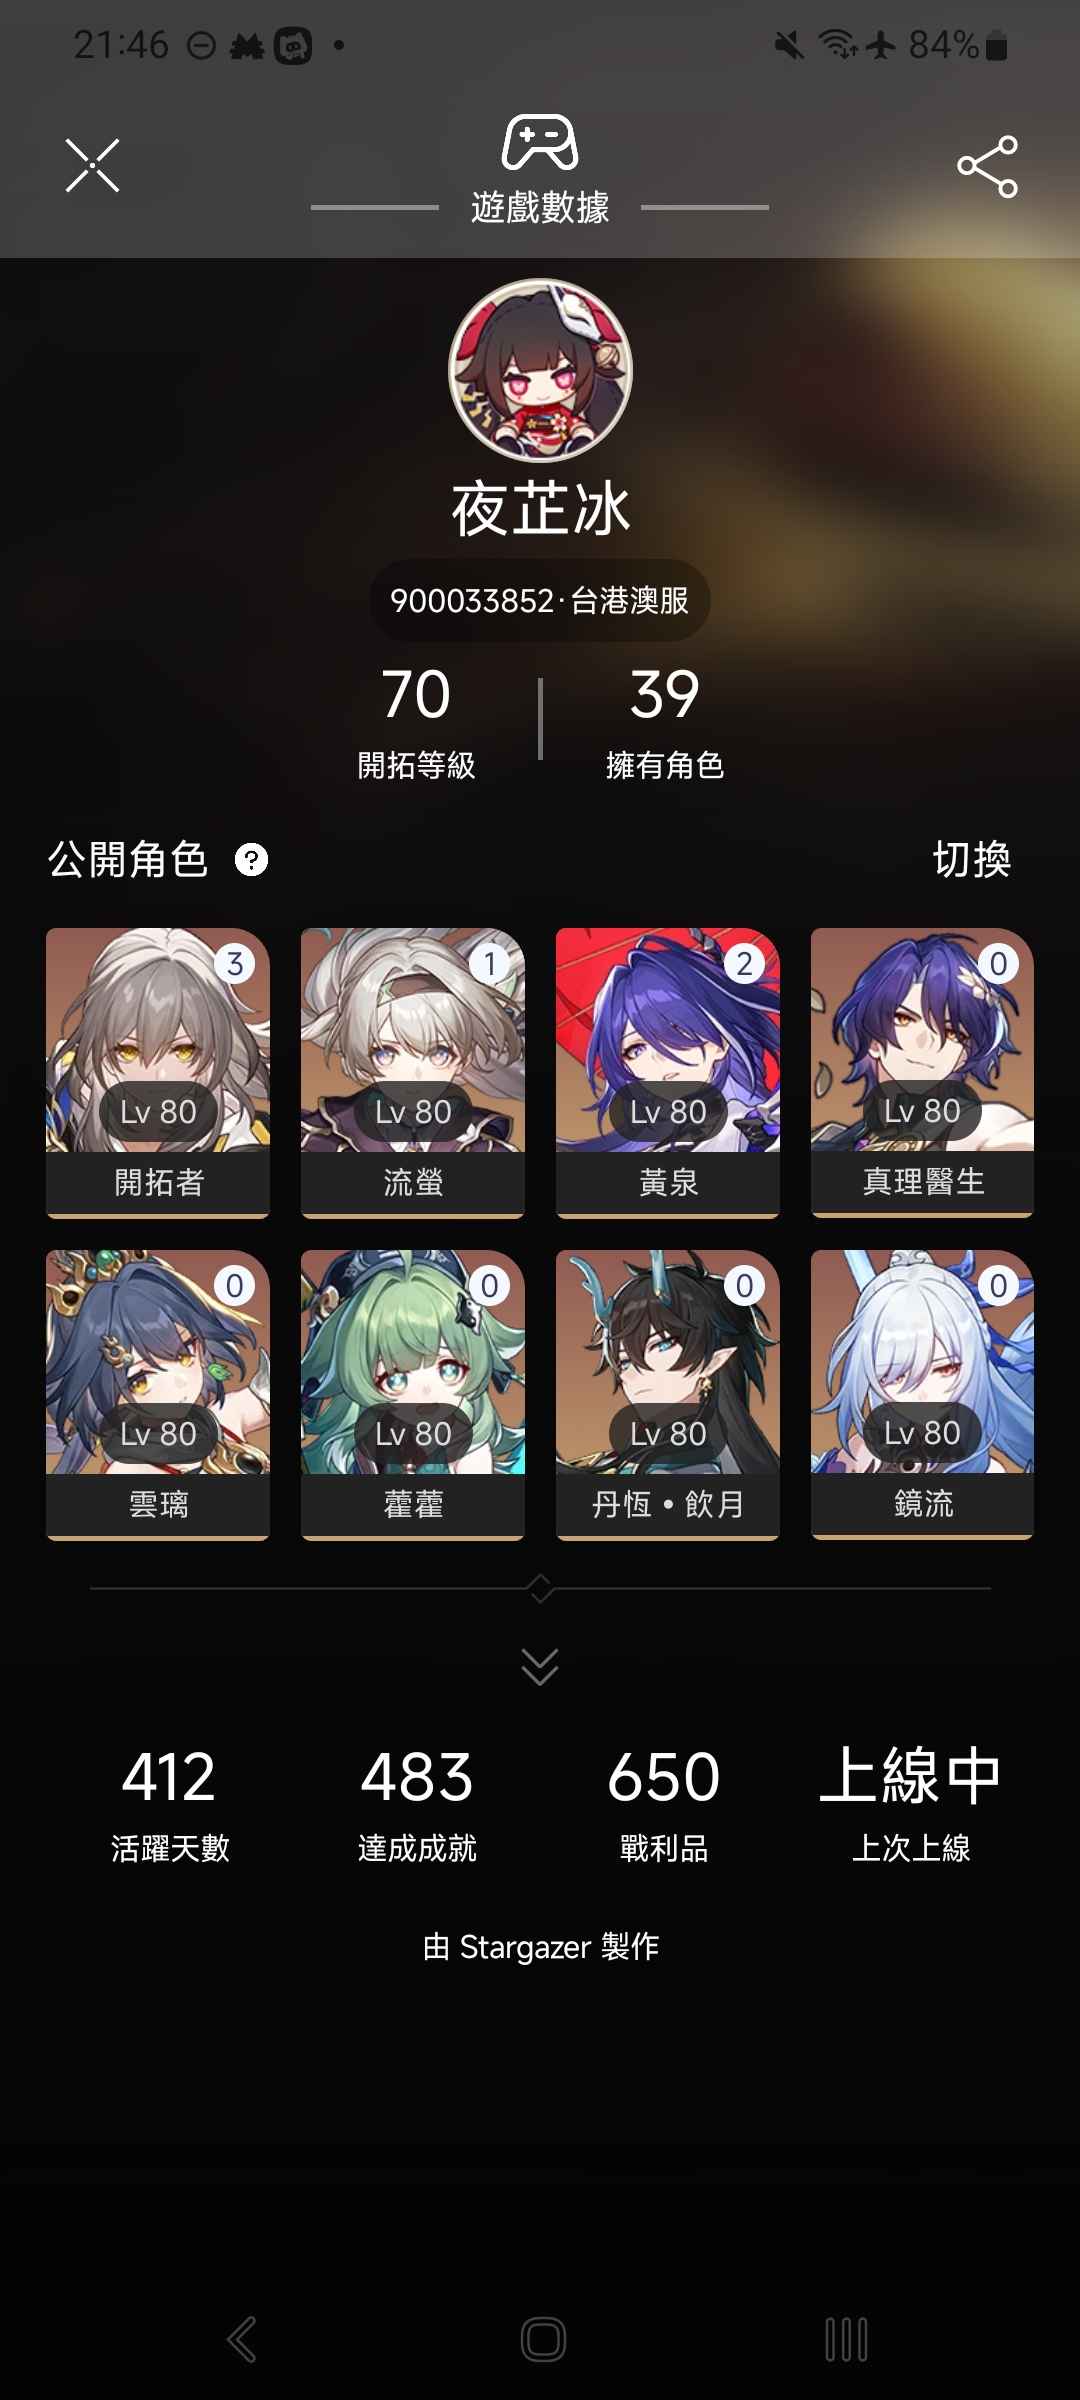 21:46
84%
遊戲數據
夜芷冰
900033852·台港澳服
70
39
開拓等級
擁有角色
公開角色 ?
切換
3
1
2
0
Lv 80
Lv 80
Lv 80
Lv 80
開拓者
流螢
黃泉
真理醫生
0
0
0
0
Lv 80
Lv 80
Lv 80
Lv 80
雲璃
藿藿
丹恆•飲月
鏡流
412
483
650
上線中
活躍天數
達成成就
戰利品
上次上線
由 Stargazer 製作